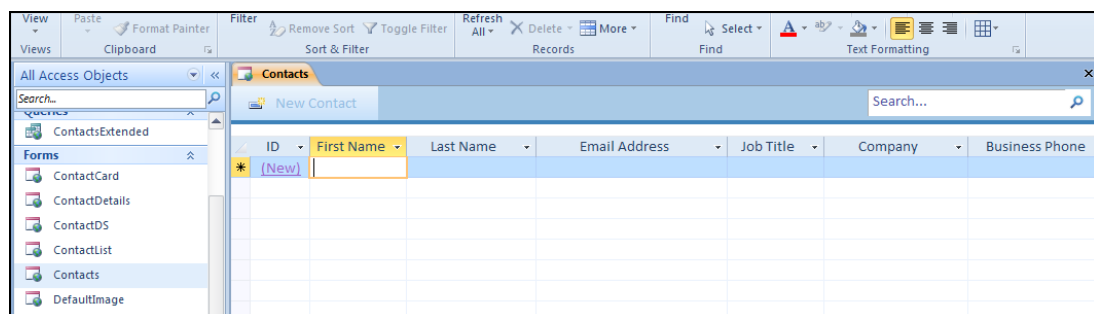 View Paste Format Painter Filter Remove Sort Toggle Filter Refresh All Delete More Find Select A ab
Views Clipboard Sort & Filter Records Find Text Formatting
All Access Objects « Contacts ×
Search... New Contact Search...
Queries
ContactsExtended
Forms
ID First Name Last Name Email Address Job Title Company Business Phone
ContactCard
* (New)
ContactDetails
ContactDS
ContactList
Contacts
DefaultImage